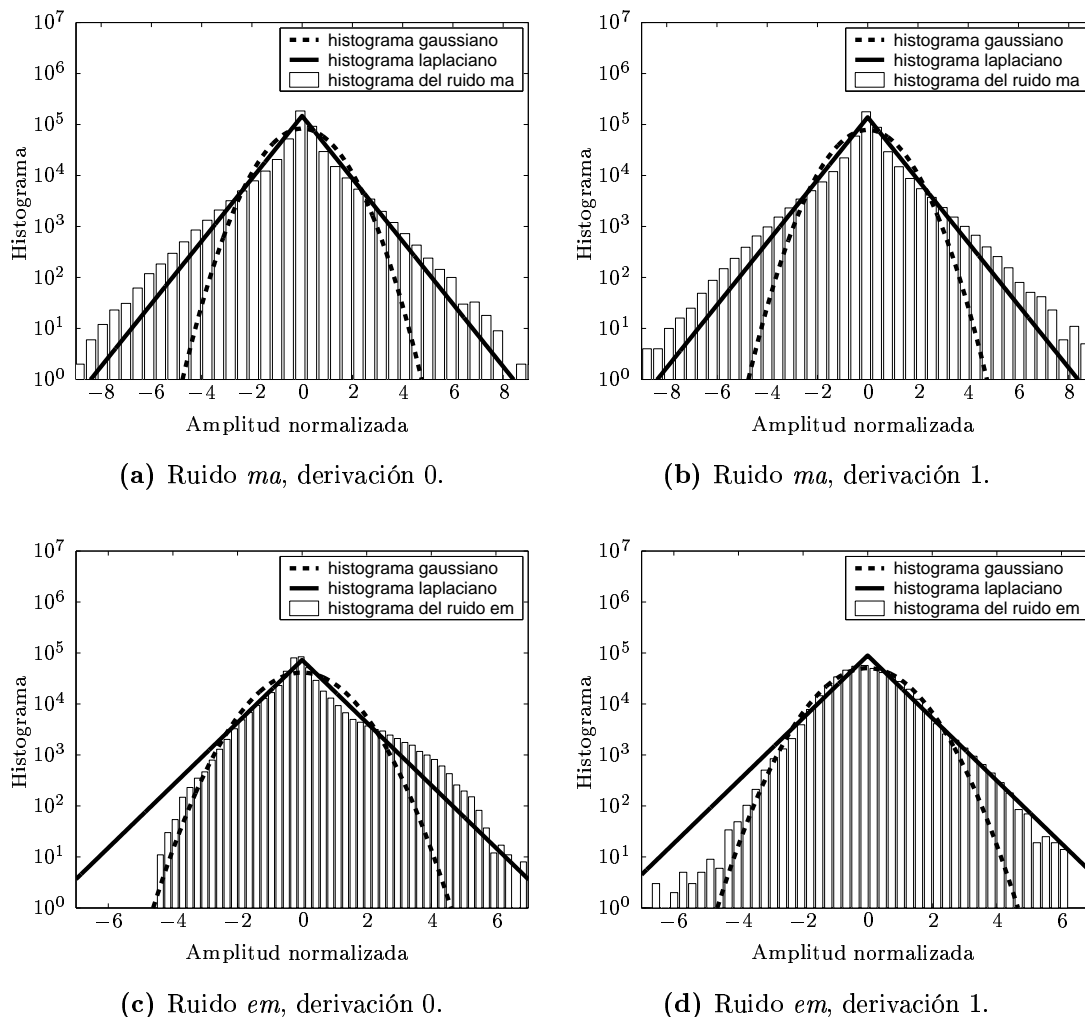 10^7
10^6
10^5
10^4
10^3
10^2
10^1
10^0
Histograma
histograma gaussiano
histograma laplaciano
histograma del ruido ma
−8 −6 −4 −2 0 2 4 6 8
Amplitud normalizada
(a) Ruido ma, derivación 0.
10^7
10^6
10^5
10^4
10^3
10^2
10^1
10^0
Histograma
histograma gaussiano
histograma laplaciano
histograma del ruido ma
−8 −6 −4 −2 0 2 4 6 8
Amplitud normalizada
(b) Ruido ma, derivación 1.
10^7
10^6
10^5
10^4
10^3
10^2
10^1
10^0
Histograma
histograma gaussiano
histograma laplaciano
histograma del ruido em
−6 −4 −2 0 2 4 6
Amplitud normalizada
(c) Ruido em, derivación 0.
10^7
10^6
10^5
10^4
10^3
10^2
10^1
10^0
Histograma
histograma gaussiano
histograma laplaciano
histograma del ruido em
−6 −4 −2 0 2 4 6
Amplitud normalizada
(d) Ruido em, derivación 1.